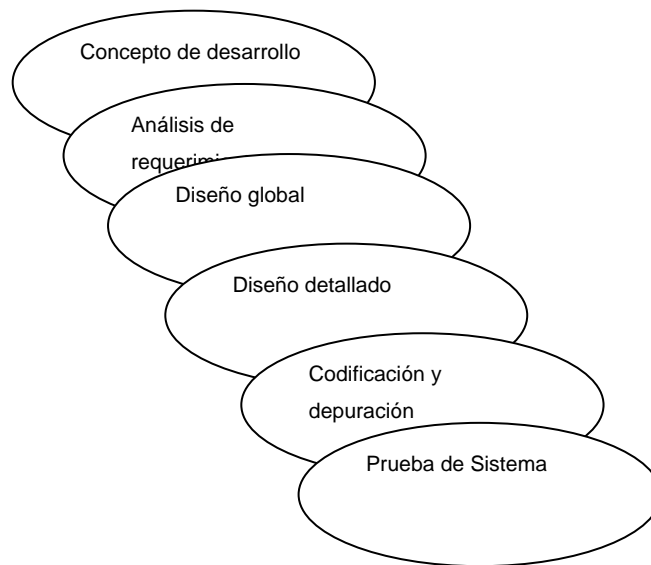 Concepto de desarrollo
Análisis de
Diseño global
Diseño detallado
Codificación y
depuración
Prueba de Sistema